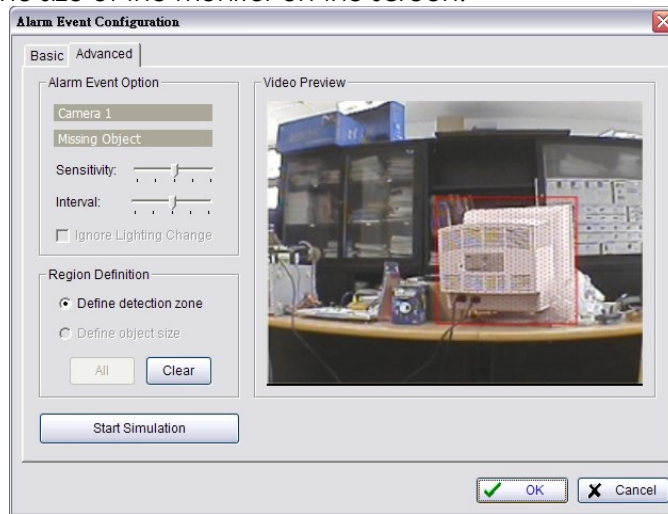 the size of the monitor on the screen.
Alarm Event Configuration
Basic
Advanced
Alarm Event Option
Camera 1
Missing Object
Sensitivity:
Interval:
Ignore Lighting Change
Region Definition
Define detection zone
Define object size
All
Clear
Start Simulation
Video Preview
OK
Cancel